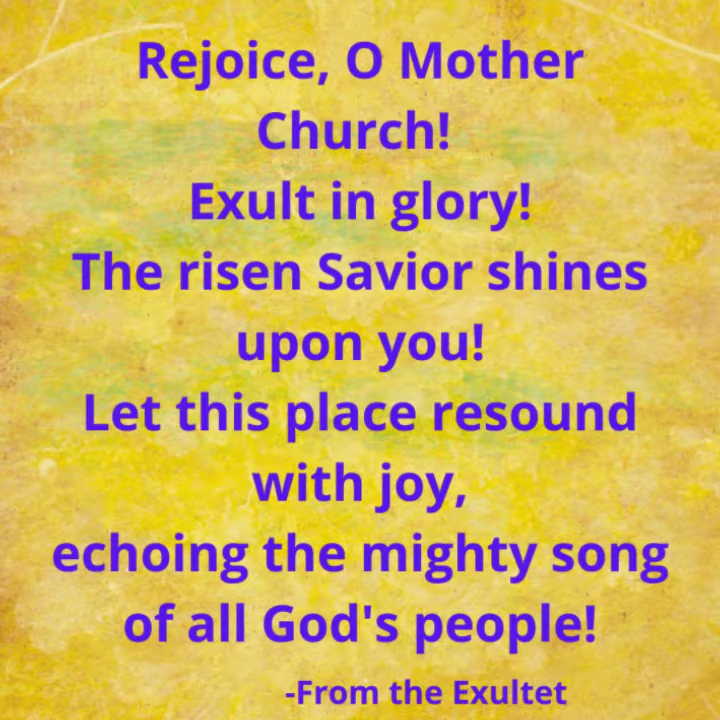 Rejoice, O Mother
Church!
Exult in glory!
The risen Savior shines
upon you!
Let this place resound
with joy,
echoing the mighty song
of all God's people!
-From the Exultet